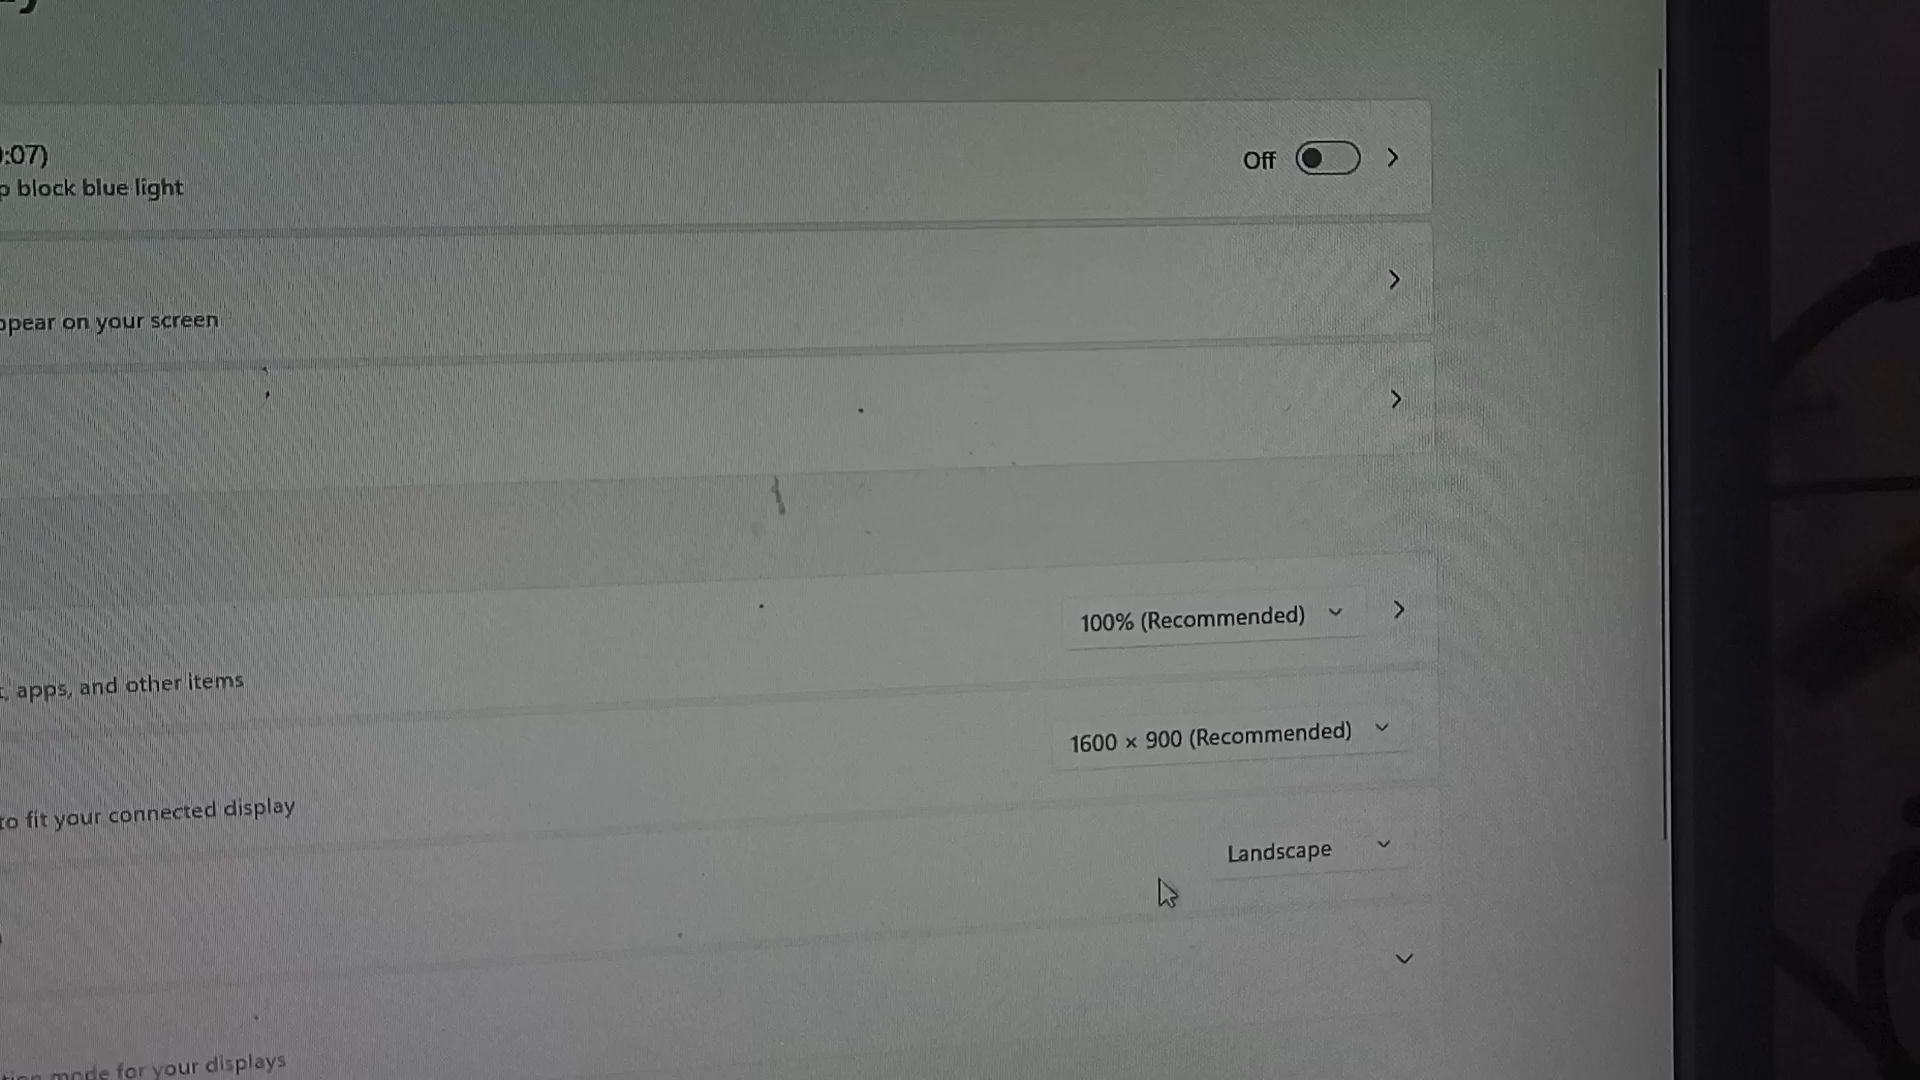 :07)
Off
block blue light
on your screen
100% (Recommended)
apps, and other items
1600 × 900 (Recommended)
to fit your connected display
Landscape
mode for your displays